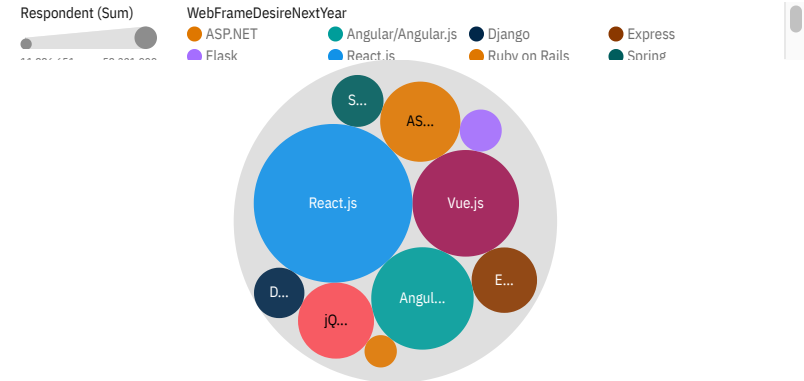 Respondent (Sum)
WebFrameDesireNextYear
ASP.NET
Angular/Angular.js
Django
Express
Flask
React.js
Ruby on Rails
Spring
S...
AS...
React.js
Vue.js
D...
E...
Angul...
jQ...